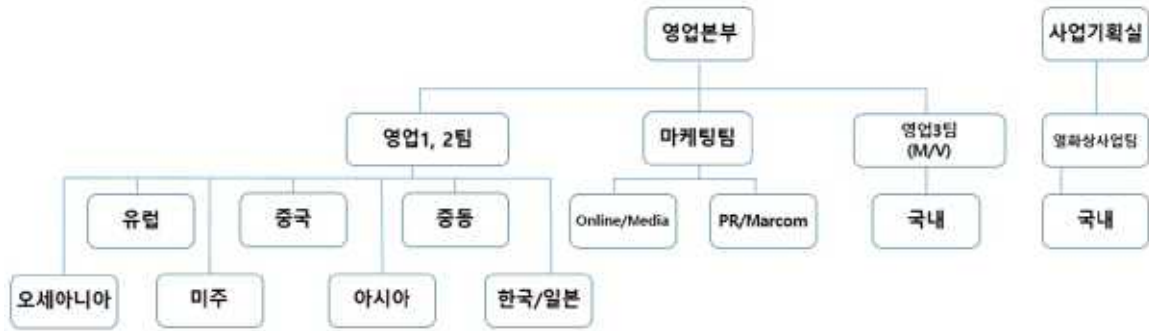 영업본부
사업기획실
영업1, 2팀
마케팅팀
영업3팀
(M/V)
열화상사업팀
유럽
중국
중동
Online/Media
PR/Marcom
국내
국내
오세아니아
미주
아시아
한국/일본